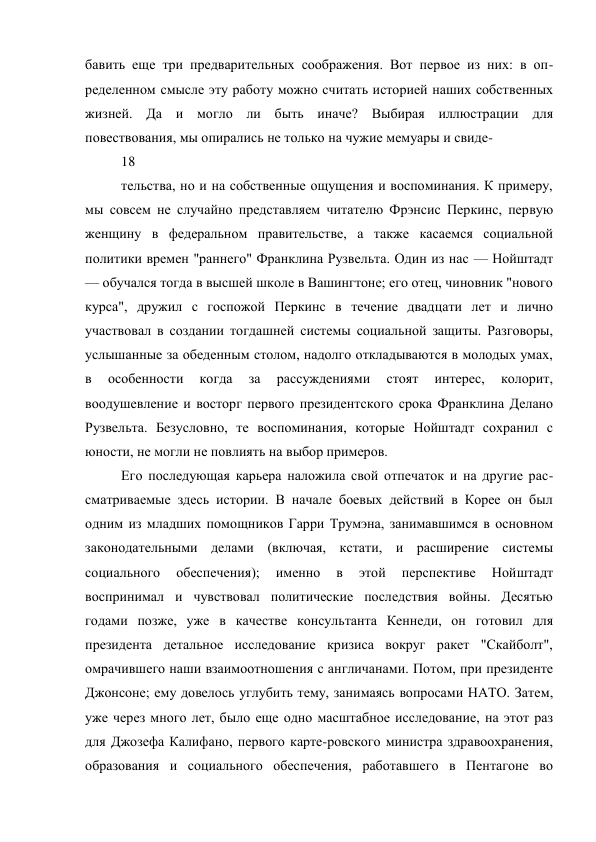 бавить еще три предварительных соображения. Вот первое из них: в оп-
ределенном смысле эту работу можно считать историей наших собственных
жизней. Да и могло ли быть иначе? Выбирая иллюстрации для
повествования, мы опирались не только на чужие мемуары и свиде-
18
тельства, но и на собственные ощущения и воспоминания. К примеру,
мы совсем не случайно представляем читателю Фрэнсис Перкинс, первую
женщину в федеральном правительстве, а также касаемся социальной
политики времен "раннего" Франклина Рузвельта. Один из нас — Нойштадт
— обучался тогда в высшей школе в Вашингтоне; его отец, чиновник "нового
курса", дружил с госпожой Перкинс в течение двадцати лет и лично
участвовал в создании тогдашней системы социальной защиты. Разговоры,
услышанные за обеденным столом, надолго откладываются в молодых умах,
в особенности когда за рассуждениями стоят интерес, колорит,
воодушевление и восторг первого президентского срока Франклина Делано
Рузвельта. Безусловно, те воспоминания, которые Нойштадт сохранил с
юности, не могли не повлиять на выбор примеров.
Его последующая карьера наложила свой отпечаток и на другие рас-
сматриваемые здесь истории. В начале боевых действий в Корее он был
одним из младших помощников Гарри Трумэна, занимавшимся в основном
законодательными делами (включая, кстати, и расширение системы
социального обеспечения); именно в этой перспективе Нойштадт
воспринимал и чувствовал политические последствия войны. Десятью
годами позже, уже в качестве консультанта Кеннеди, он готовил для
президента детальное исследование кризиса вокруг ракет "Скайболт",
омрачившего наши взаимоотношения с англичанами. Потом, при президенте
Джонсоне; ему довелось углубить тему, занимаясь вопросами НАТО. Затем,
уже через много лет, было еще одно масштабное исследование, на этот раз
для Джозефа Калифано, первого карте-ровского министра здравоохранения,
образования и социального обеспечения, работавшего в Пентагоне во